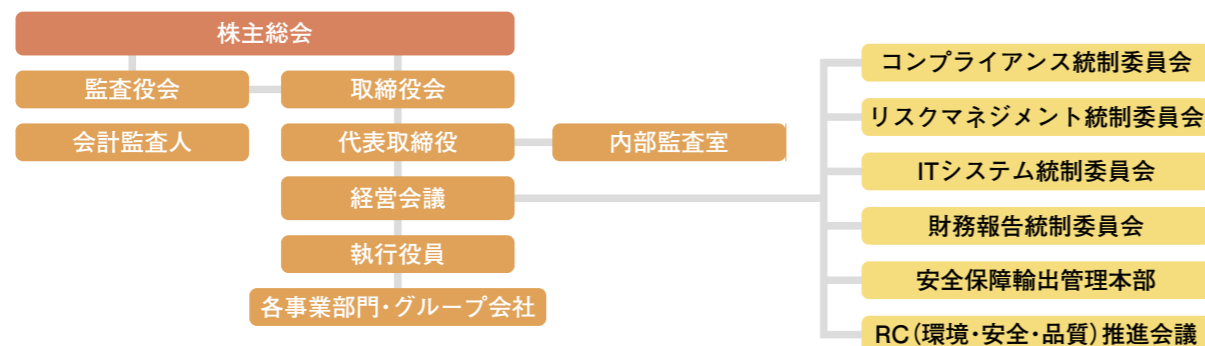 株主総会
監査役会
取締役会
会計監査人
代表取締役
内部監査室
経営会議
執行役員
各事業部門・グループ会社
コンプライアンス統制委員会
リスクマネジメント統制委員会
ITシステム統制委員会
財務報告統制委員会
安全保障輸出管理本部
RC(環境・安全・品質)推進会議